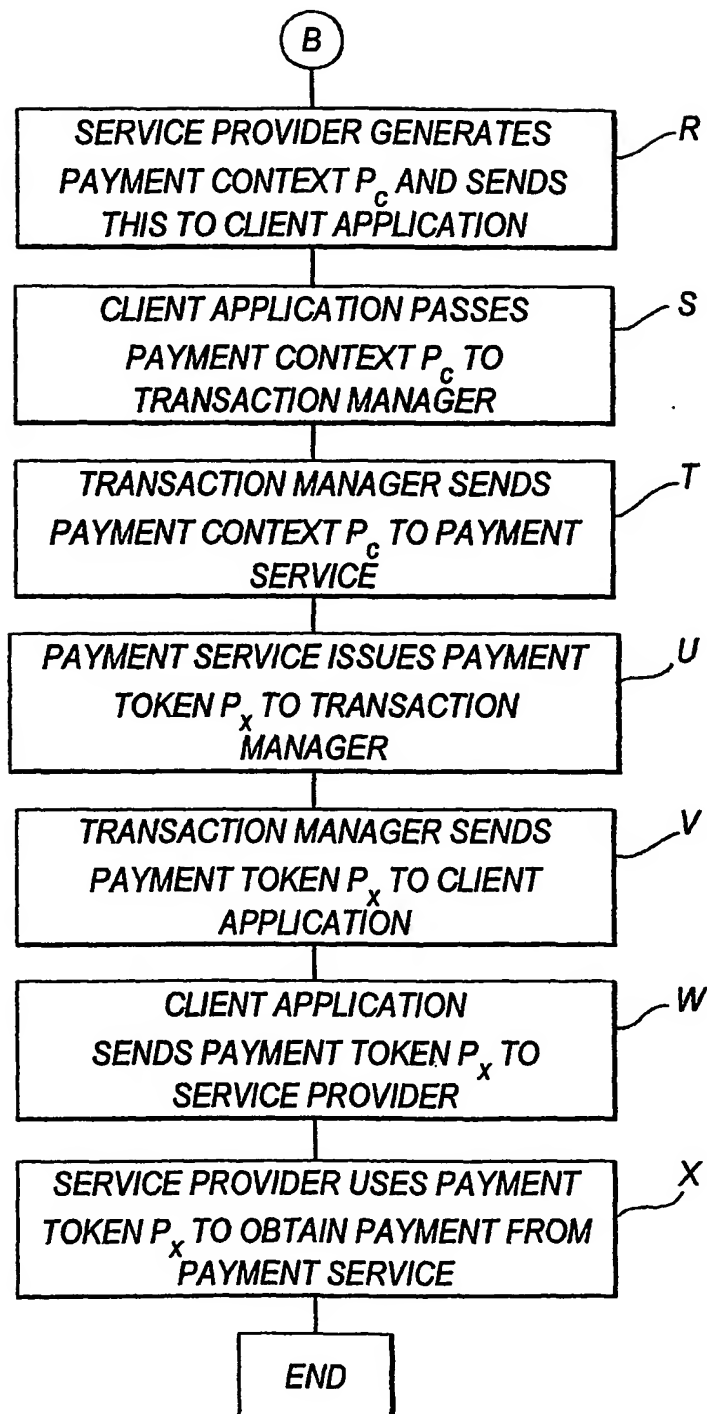 B
SERVICE PROVIDER GENERATES
PAYMENT CONTEXT Pc AND SENDS
THIS TO CLIENT APPLICATION
R
CLIENT APPLICATION PASSES
PAYMENT CONTEXT Pc TO
TRANSACTION MANAGER
S
TRANSACTION MANAGER SENDS
PAYMENT CONTEXT Pc TO PAYMENT
SERVICE
T
PAYMENT SERVICE ISSUES PAYMENT
TOKEN Px TO TRANSACTION
MANAGER
U
TRANSACTION MANAGER SENDS
PAYMENT TOKEN Px TO CLIENT
APPLICATION
V
CLIENT APPLICATION
SENDS PAYMENT TOKEN Px TO
SERVICE PROVIDER
W
SERVICE PROVIDER USES PAYMENT
TOKEN Px TO OBTAIN PAYMENT FROM
PAYMENT SERVICE
X
END